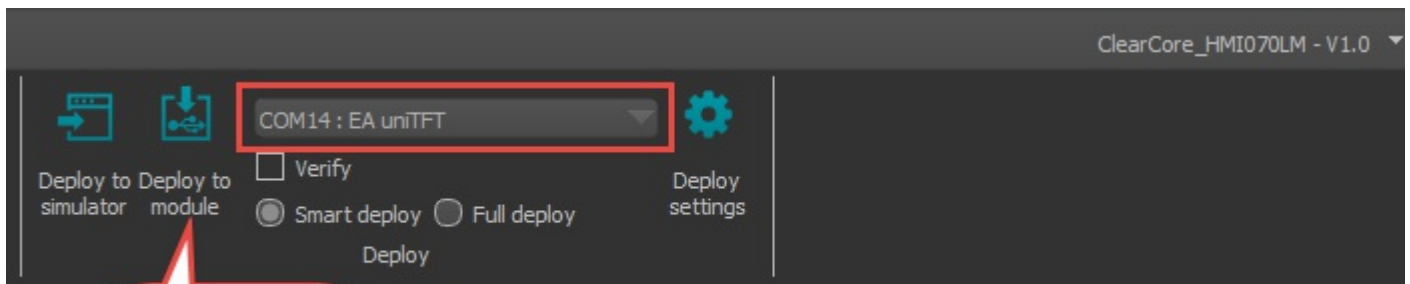 ClearCore_HMI070LM - V1.0
COM14 : EA uniTFT
Verify
Deploy to
simulator
Deploy to
module
Smart deploy
Full deploy
Deploy
settings
Deploy